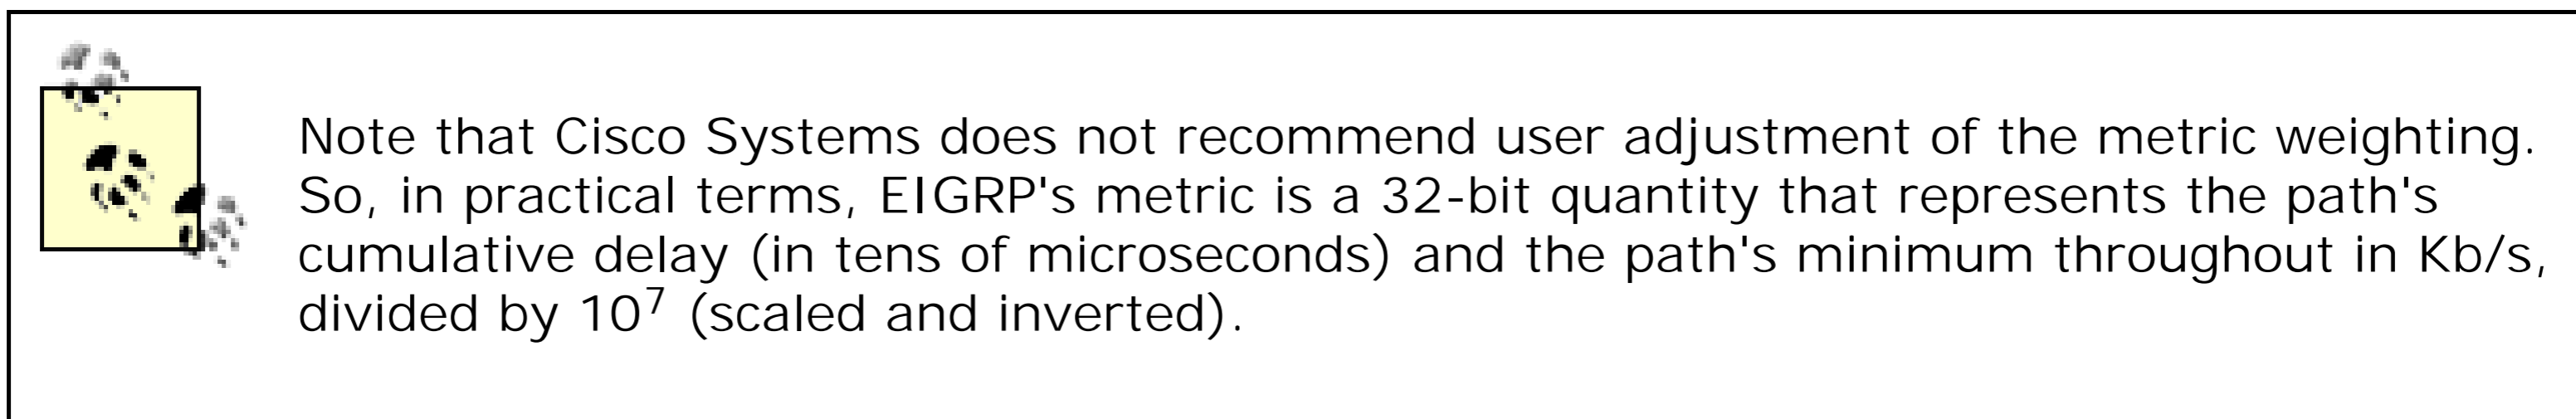 Note that Cisco Systems does not recommend user adjustment of the metric weighting.
So, in practical terms, EIGRP's metric is a 32-bit quantity that represents the path's
cumulative delay (in tens of microseconds) and the path's minimum throughout in Kb/s,
divided by 10⁷ (scaled and inverted).